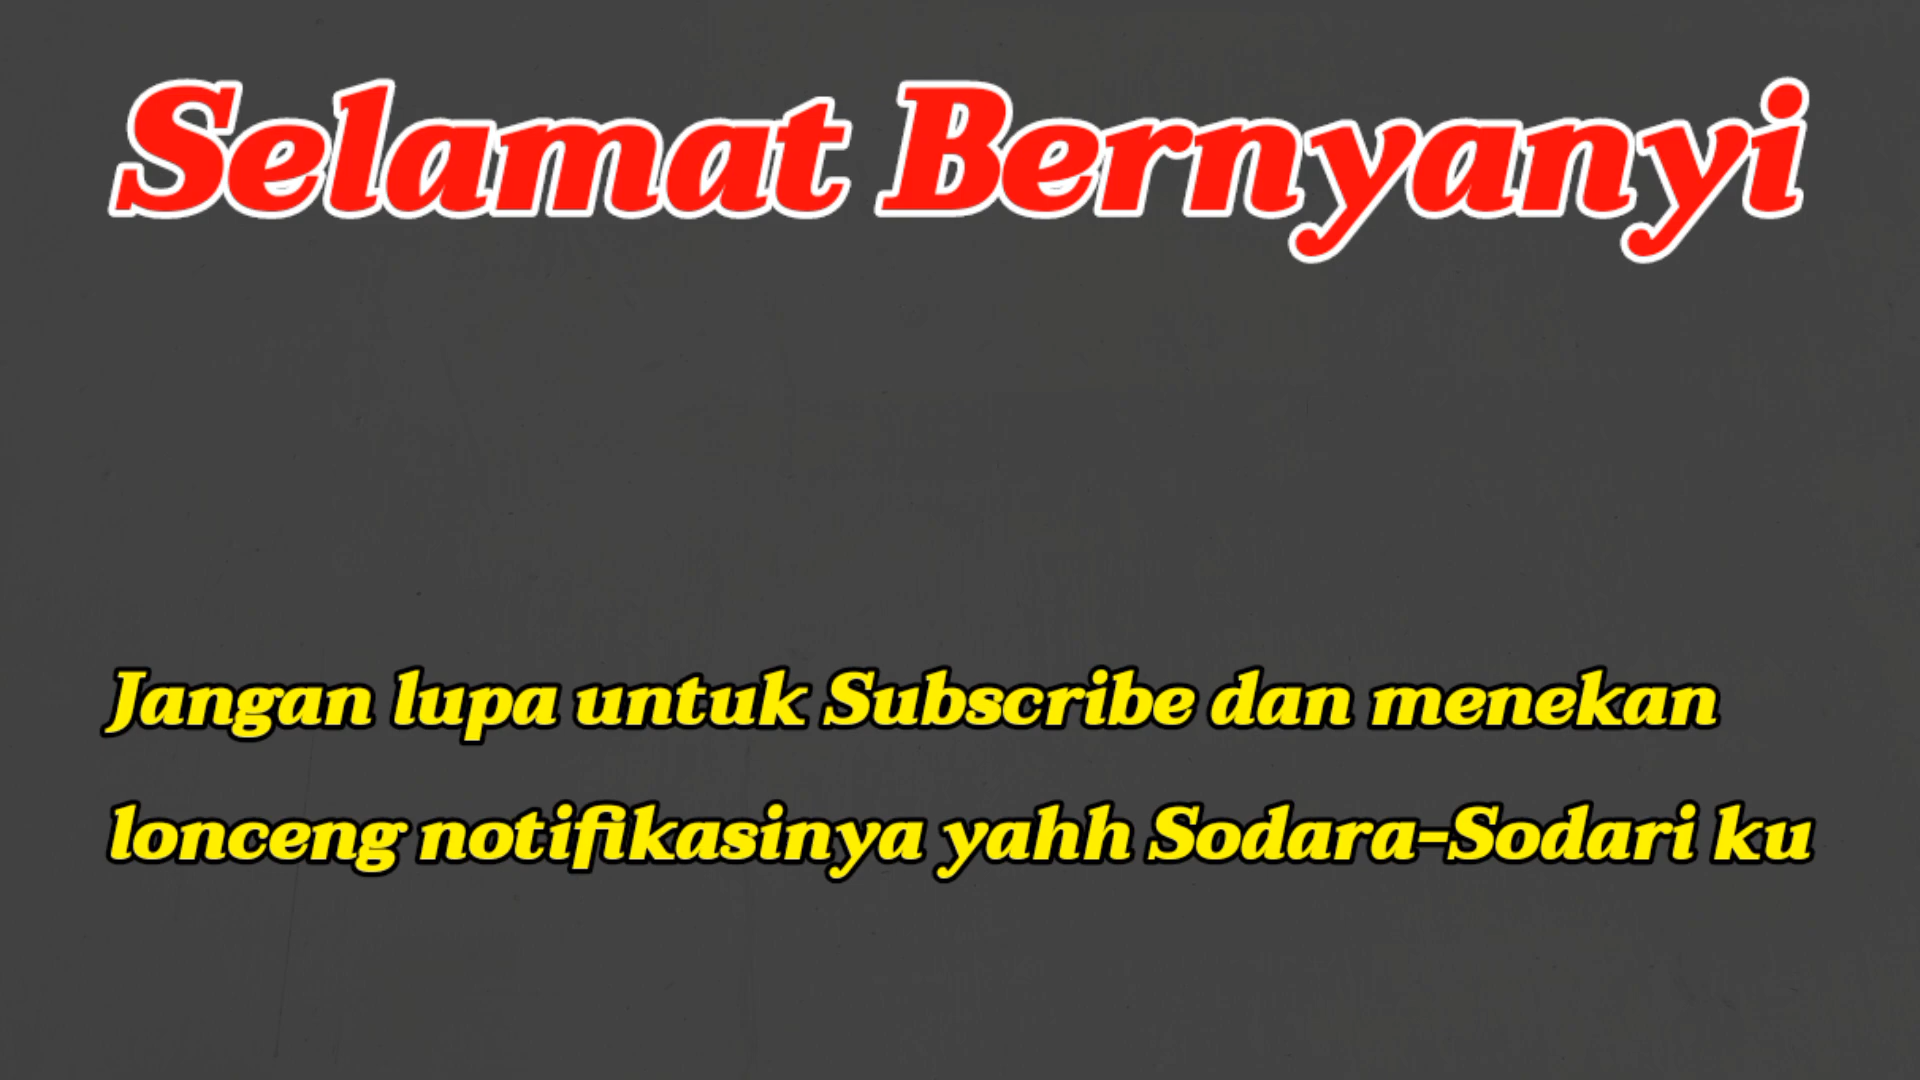 Selamat Bernyanyi
Jangan lupa untuk Subscribe dan menekan
lonceng notifikasinya yahh Sodara-Sodari ku